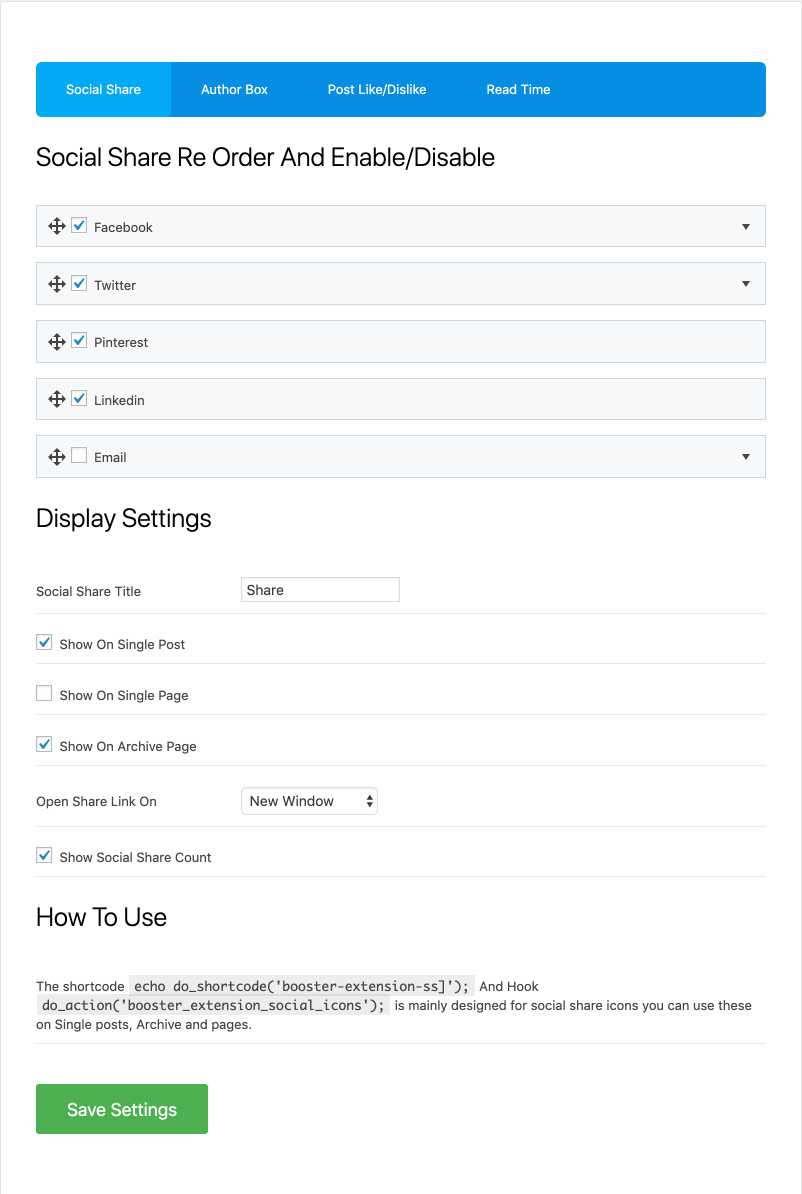 Social Share Author Box Post Like/Dislike Read Time
Social Share Re Order And Enable/Disable
Facebook
Twitter
Pinterest
Linkedin
Email
Display Settings
Social Share Title Share
Show On Single Post
Show On Single Page
Show On Archive Page
Open Share Link On New Window
Show Social Share Count
How To Use
The shortcode echo do_shortcode('booster-extension-ss]'); And Hook
do_action('booster_extension_social_icons'); is mainly designed for social share icons you can use these
on Single posts, Archive and pages.
Save Settings